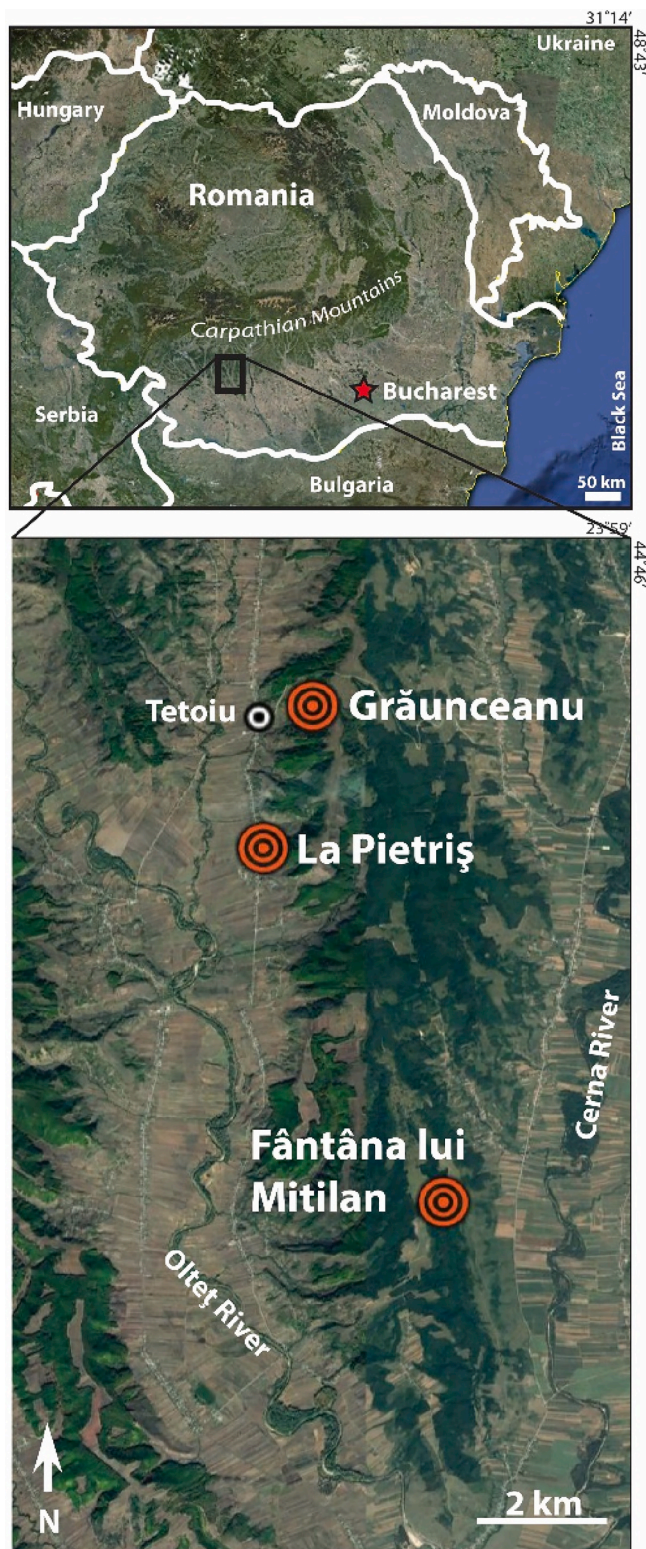 31°14′
48°43′
Ukraine
Hungary
Moldova
Romania
Carpathian Mountains
Bucharest
Serbia
Black Sea
Bulgaria
50 km
23°59′
44°46′
Tetoiu
Grăunceanu
La Pietriş
Cerna River
Fântâna lui
Mitilan
Olteţ River
N
2 km